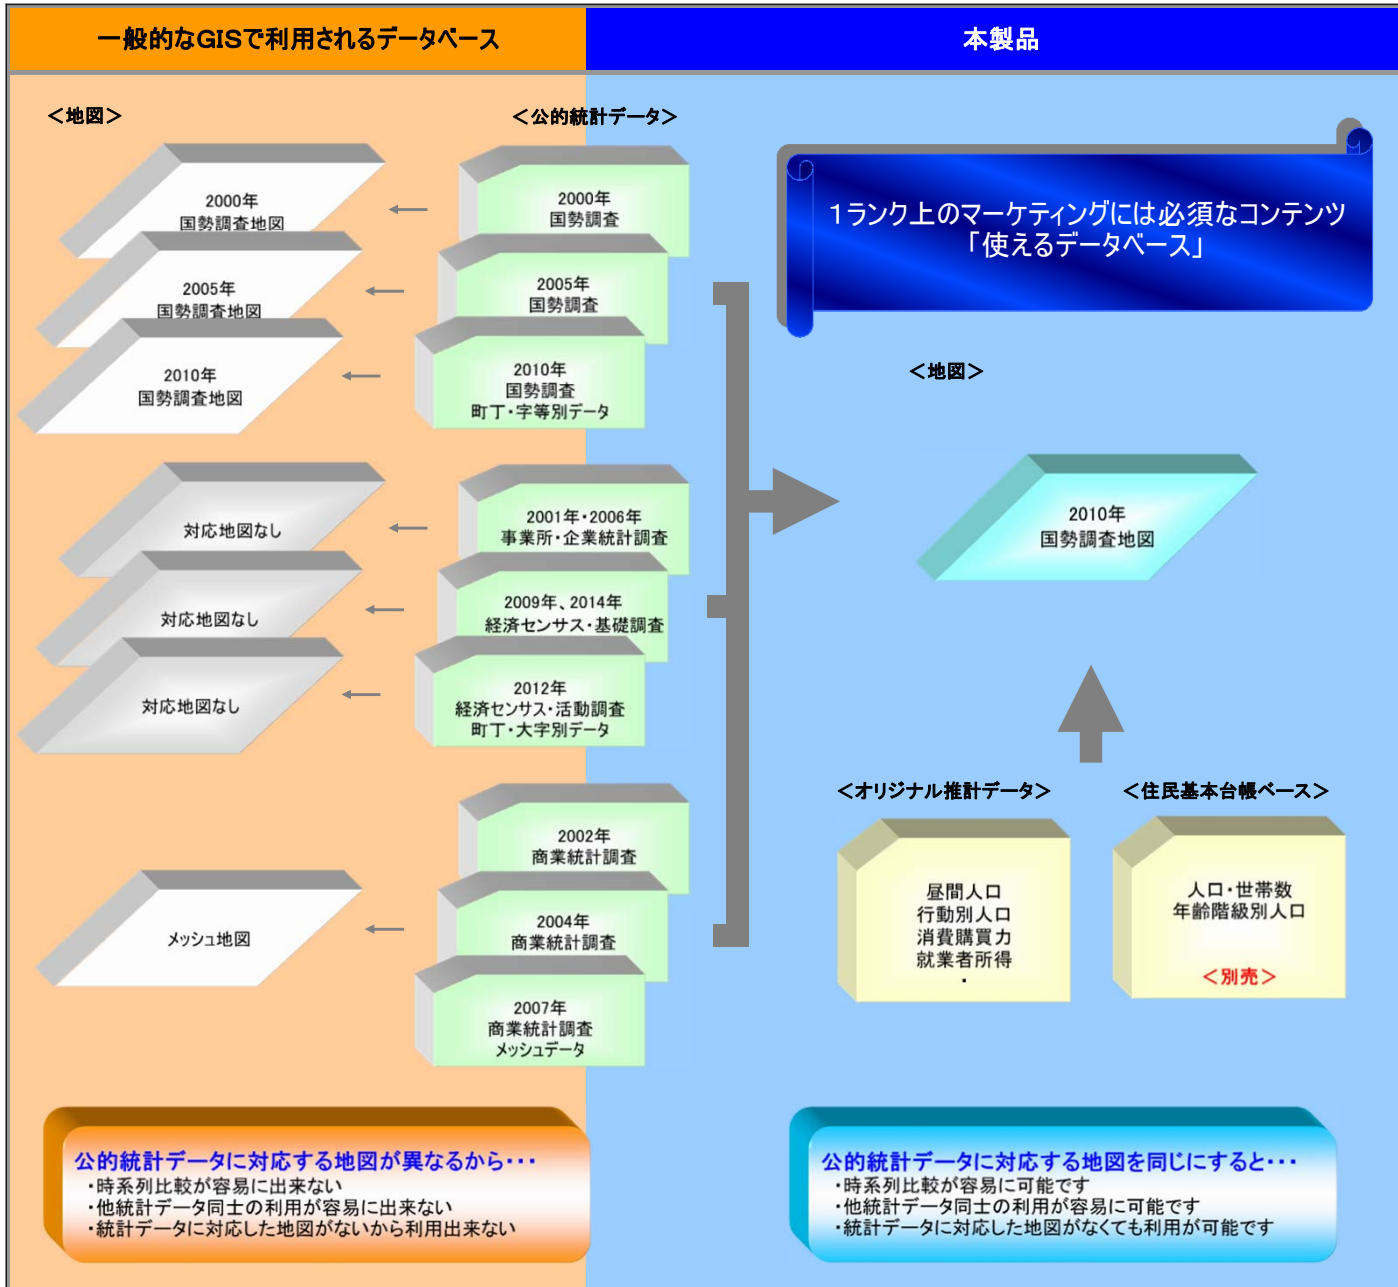 一般的なGISで利用されるデータベース
本製品
＜地図＞
＜公的統計データ＞
2000年
国勢調査地図
2000年
国勢調査
2005年
国勢調査地図
2005年
国勢調査
2010年
国勢調査地図
2010年
国勢調査
町丁・字等別データ
対応地図なし
2001年・2006年
事業所・企業統計調査
対応地図なし
2009年、2014年
経済センサス・基礎調査
対応地図なし
2012年
経済センサス・活動調査
町丁・大字別データ
2002年
商業統計調査
メッシュ地図
2004年
商業統計調査
2007年
商業統計調査
メッシュデータ
公的統計データに対応する地図が異なるから・・・
・時系列比較が容易に出来ない
・他統計データ同士の利用が容易に出来ない
・統計データに対応した地図がないから利用出来ない
１ランク上のマーケティングには必須なコンテンツ
「使えるデータベース」
＜地図＞
2010年
国勢調査地図
＜オリジナル推計データ＞
＜住民基本台帳ベース＞
昼間人口
行動別人口
消費購買力
就業者所得
・
人口・世帯数
年齢階級別人口
＜別売＞
公的統計データに対応する地図を同じにすると・・・
・時系列比較が容易に可能です
・他統計データ同士の利用が容易に可能です
・統計データに対応した地図がなくても利用が可能です